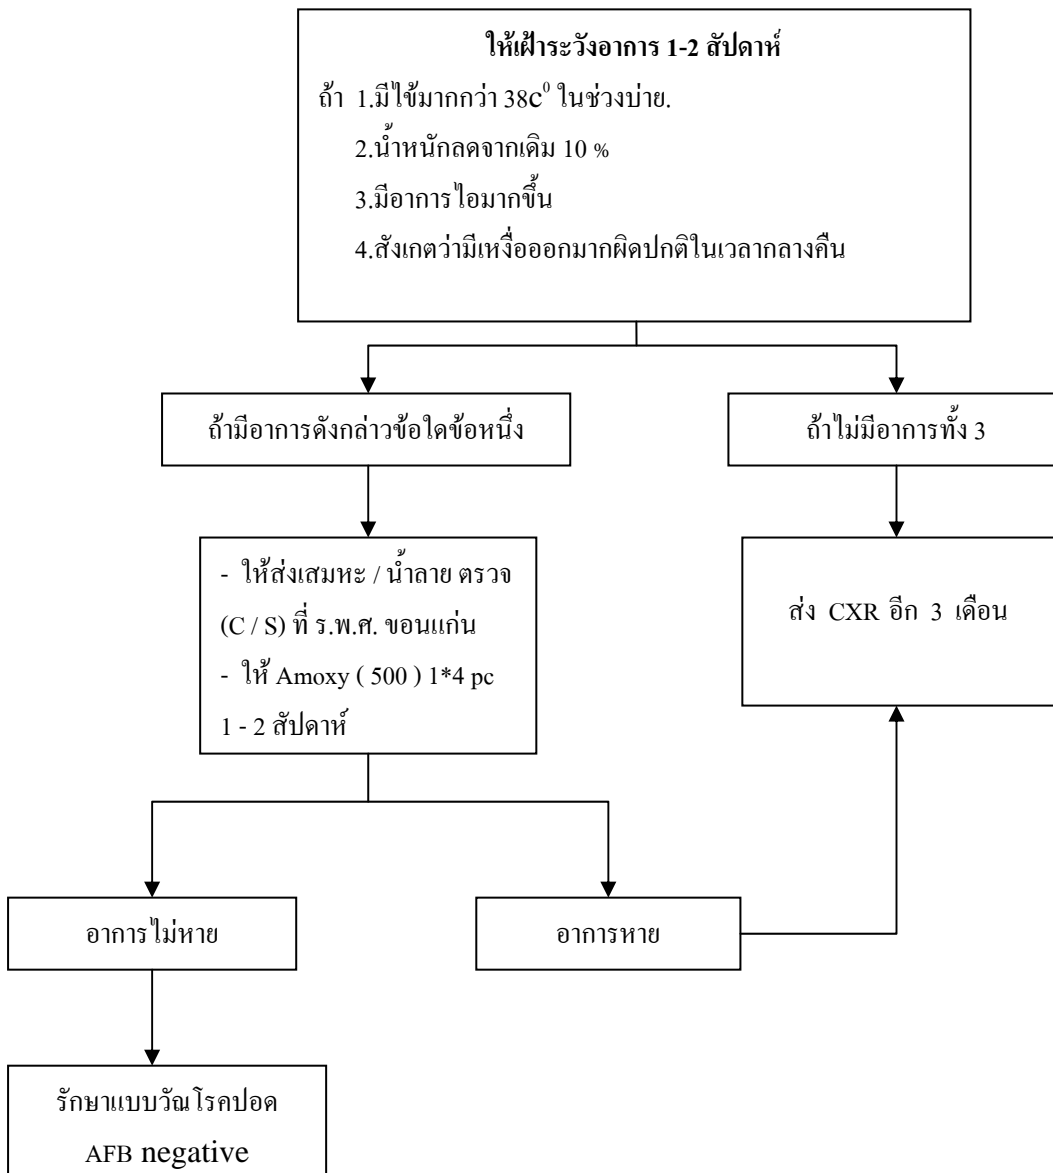 ให้เฝ้าระวังอาการ 1-2 สัปดาห์
ถ้า 1.มีไข้มากกว่า 38c⁰ ในช่วงบ่าย.
2.น้ำหนักลดจากเดิม 10 %
3.มีอาการไอมากขึ้น
4.สังเกตว่ามีเหงื่อออกมากผิดปกติในเวลากลางคืน
ถ้ามีอาการดังกล่าวข้อใดข้อหนึ่ง
ถ้าไม่มีอาการทั้ง 3
- ให้ส่งเสมหะ / น้ำลาย ตรวจ
(C / S) ที่ ร.พ.ศ. ขอนแก่น
- ให้ Amoxy ( 500 ) 1*4 pc
1 - 2 สัปดาห์
ส่ง CXR อีก 3 เดือน
อาการไม่หาย
อาการหาย
รักษาแบบวัณโรคปอด
AFB negative